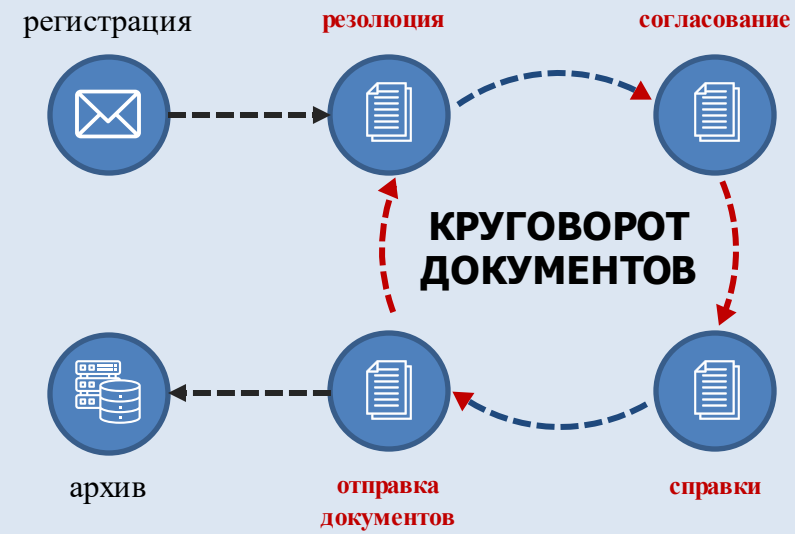 регистрация
резолюция
согласование
КРУГОВОРОТ
ДОКУМЕНТОВ
архив
отправка
документов
справки